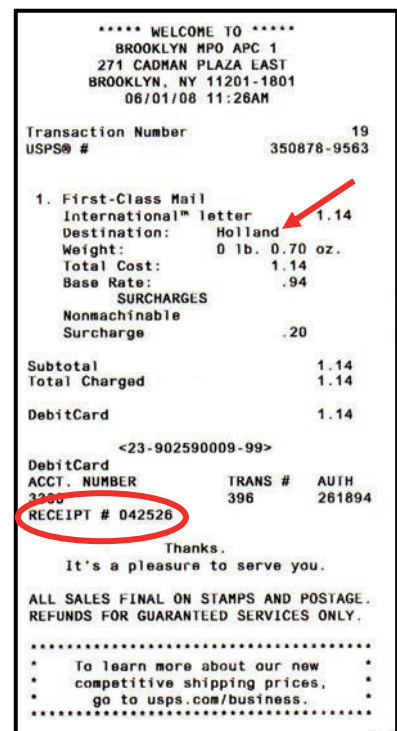 ***** WELCOME TO *****
BROOKLYN MPO APC 1
271 CADMAN PLAZA EAST
BROOKLYN, NY 11201-1801
06/01/08 11:26AM
Transaction Number 19
USPS® # 350878-9563
1. First-Class Mail
International™ letter 1.14
Destination: Holland
Weight: 0 lb. 0.70 oz.
Total Cost: 1.14
Base Rate: .94
SURCHARGES
Nonmachinable
Surcharge .20
Subtotal 1.14
Total Charged 1.14
DebitCard 1.14
<23-902590009-99>
DebitCard
ACCT. NUMBER TRANS # AUTH
396 261894
RECEIPT # 042526
Thanks.
It's a pleasure to serve you.
ALL SALES FINAL ON STAMPS AND POSTAGE.
REFUNDS FOR GUARANTEED SERVICES ONLY.
****************************************
* To learn more about our new *
* competitive shipping prices, *
* go to usps.com/business. *
****************************************